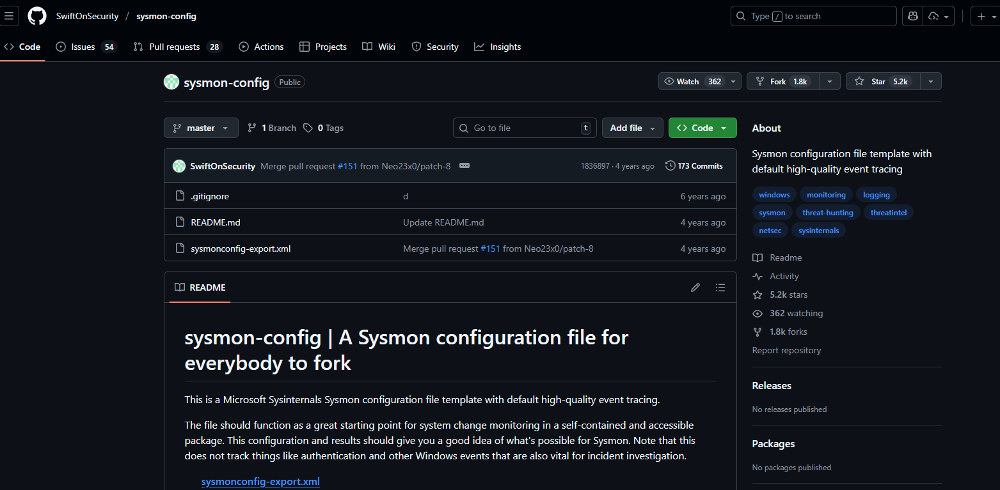 SwiftOnSecurity / sysmon-config
Type / to search
Code
Issues 54
Pull requests 28
Actions
Projects
Wiki
Security
Insights
sysmon-config Public
Watch 362
Fork 1.8k
Star 5.2k
master
1 Branch
0 Tags
Go to file t
Add file
Code
SwiftOnSecurity Merge pull request #151 from Neo23x0/patch-8
1836897 · 4 years ago
173 Commits
.gitignore d 6 years ago
README.md Update README.md 4 years ago
sysmonconfig-export.xml Merge pull request #151 from Neo23x0/patch-8 4 years ago
README
sysmon-config | A Sysmon configuration file for
everybody to fork
This is a Microsoft Sysinternals Sysmon configuration file template with default high-quality event tracing.
The file should function as a great starting point for system change monitoring in a self-contained and accessible
package. This configuration and results should give you a good idea of what's possible for Sysmon. Note that this
does not track things like authentication and other Windows events that are also vital for incident investigation.
sysmonconfig-export.xml
About
Sysmon configuration file template with
default high-quality event tracing
windows monitoring logging
sysmon threat-hunting threatintel
netsec sysinternals
Readme
Activity
5.2k stars
362 watching
1.8k forks
Report repository
Releases
No releases published
Packages
No packages published